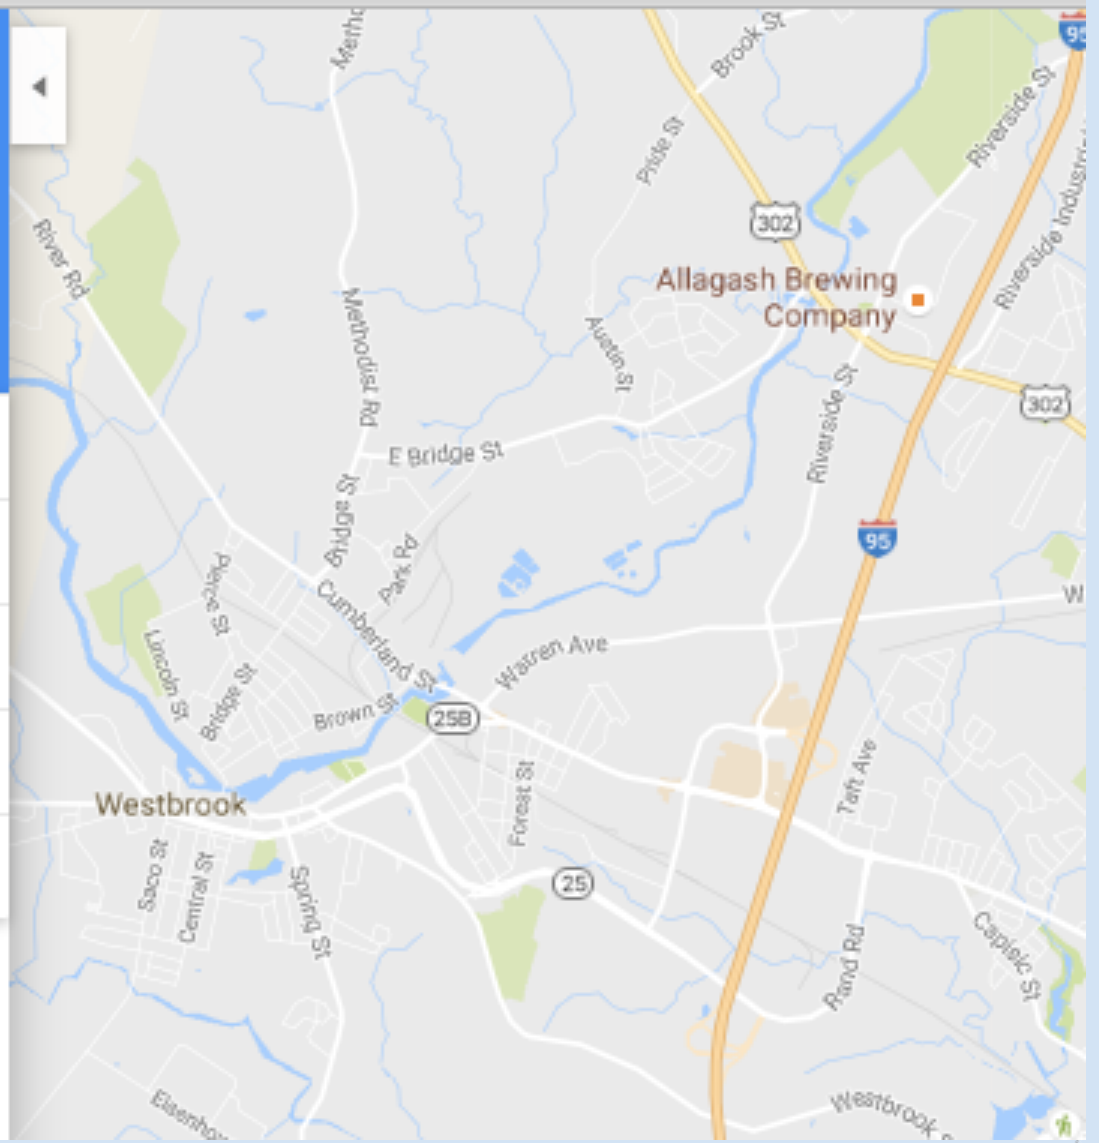 Brook St
95
Riverside St
Pride St
River Rd
302
Riverside
Allagash Brewing
Company
Methodist Rd
Austin St
Riverside St
302
E Bridge St
Bridge St
95
Park Rd
Pierce St
Cumberland St
Lincoln St
Warren Ave
Bridge St
Brown St
25B
Forest St
Taft Ave
Westbrook
Saco St
Central St
Spring St
25
Capisic St
Rand Rd
Westbrook